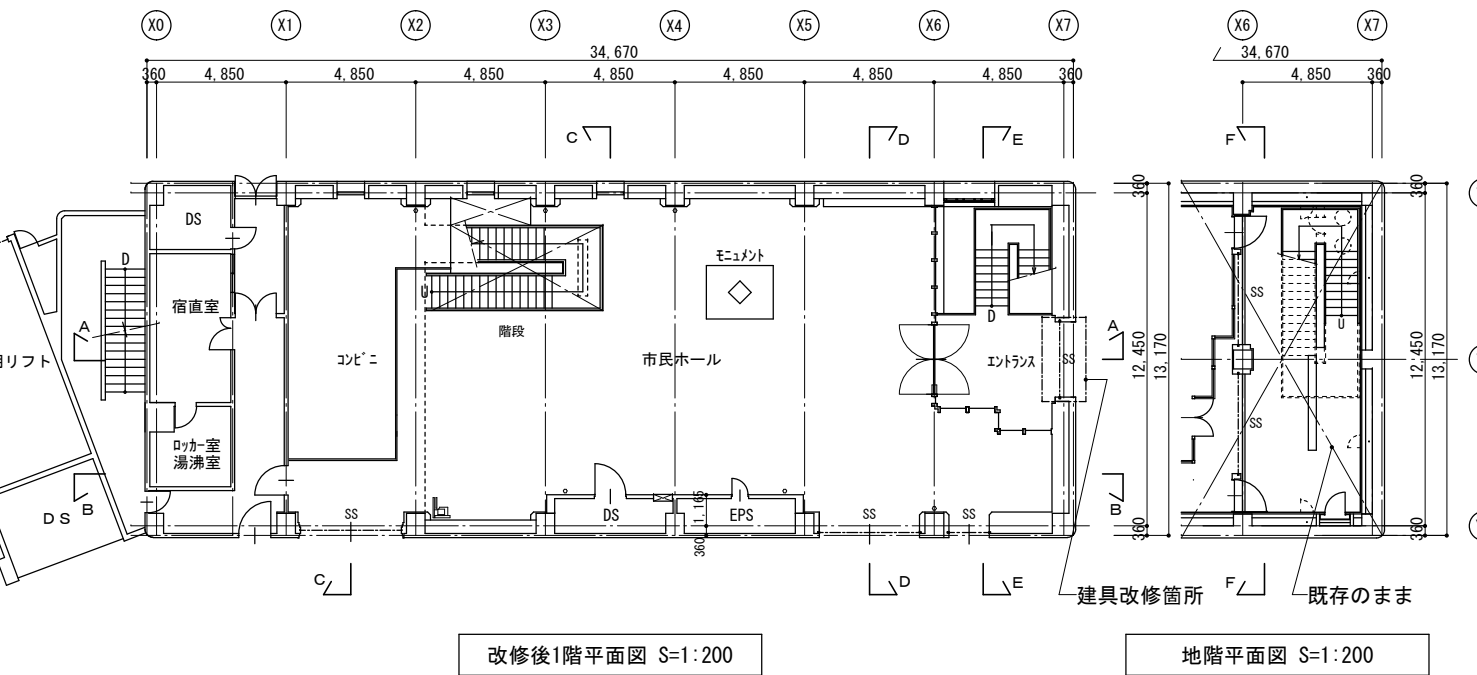 X0 X1 X2 X3 X4 X5 X6 X7 X6 X7
34,670 34,670
360 4,850 4,850 4,850 4,850 4,850 4,850 4,850 360 4,850 360
C D E F
360 360 360
DS
D
モニュメント
宿直室
SS
階段
U
D
U
A A
リフト
コンビニ
市民ホール
エントランス
SS
12,450
13,170
12,450
13,170
ロッカー室
湯沸室
SS
B B
DS
SS
DS
1,165
EPS
SS
SS
360
360 360 360
C D E F
建具改修箇所
既存のまま
改修後1階平面図 S=1:200
地階平面図 S=1:200